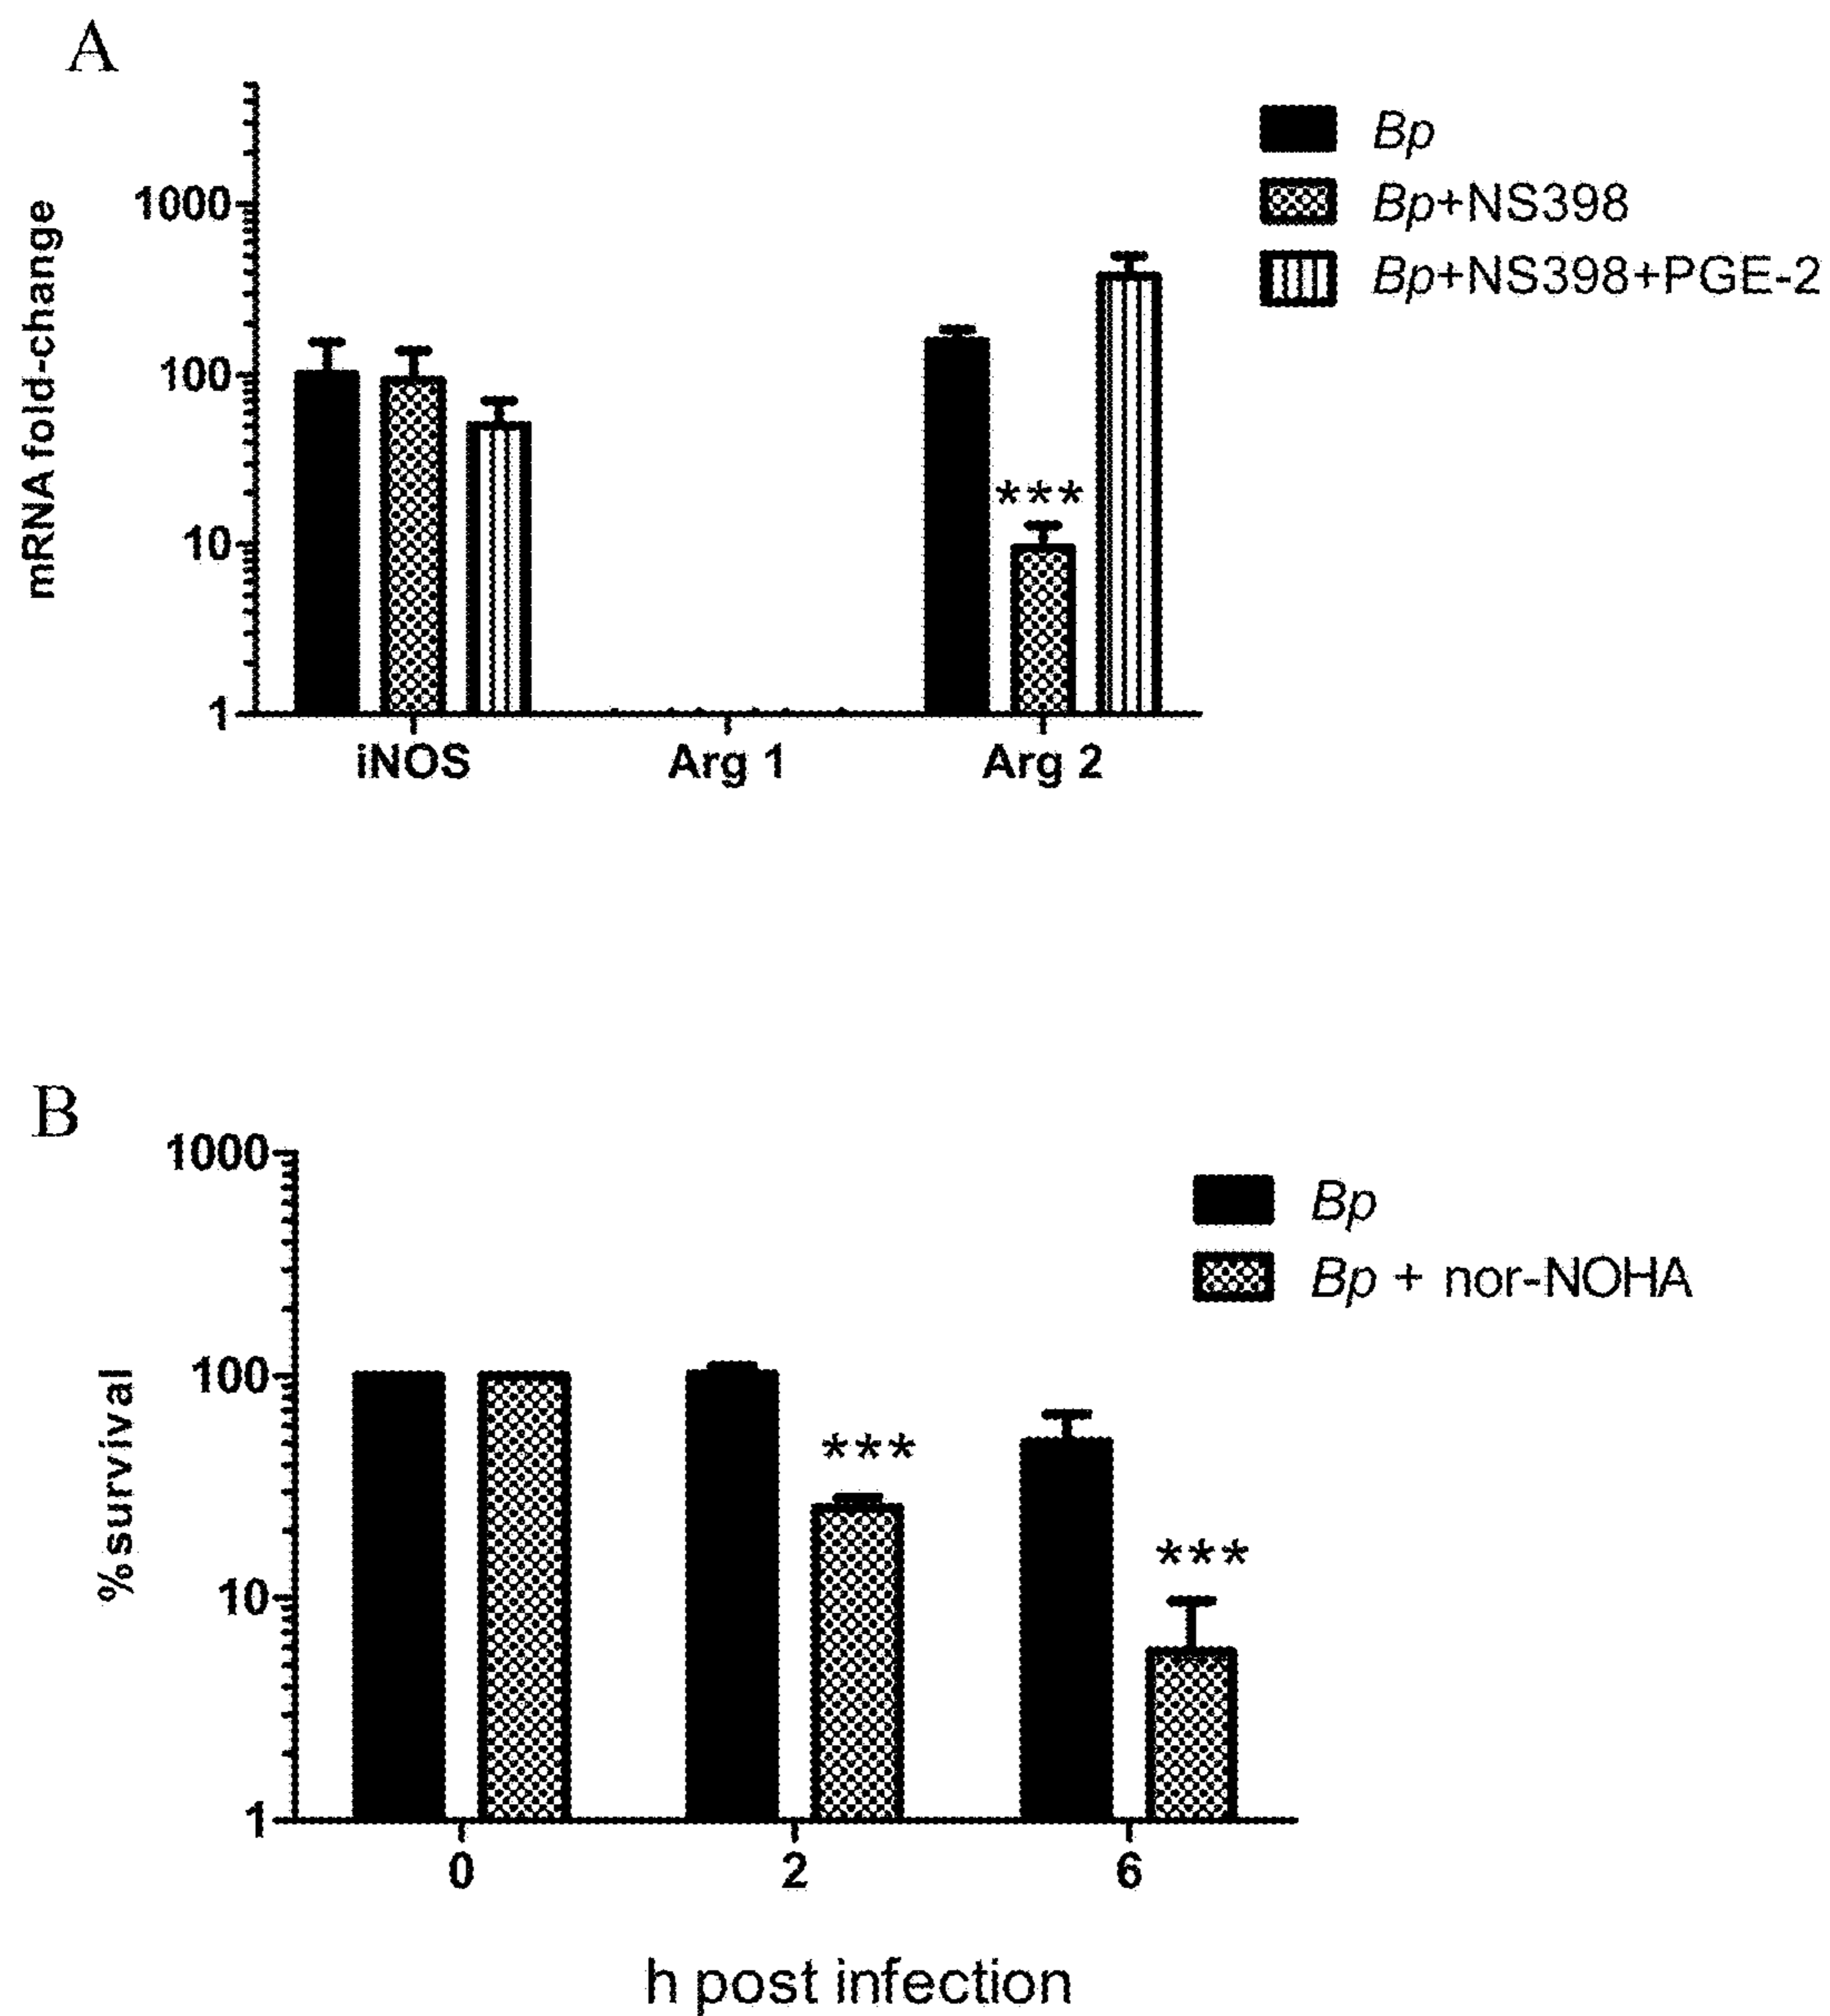 A
mRNA fold-change
1000
100
10
1
iNOS
Arg 1
Arg 2
***
Bp
Bp+NS398
Bp+NS398+PGE-2
B
%survival
1000
100
10
1
***
***
0
2
6
h post infection
Bp
Bp + nor-NOHA